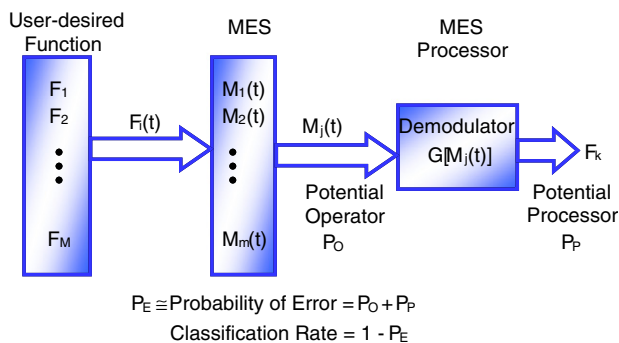 User-desired
Function
MES
MES
Processor
F1
F2
FM
Fi(t)
M1(t)
M2(t)
Mm(t)
Mj(t)
Potential
Operator
PO
Demodulator
G[Mj(t)]
Fk
Potential
Processor
PP
PE ≅ Probability of Error = PO + PP
Classification Rate = 1 - PE